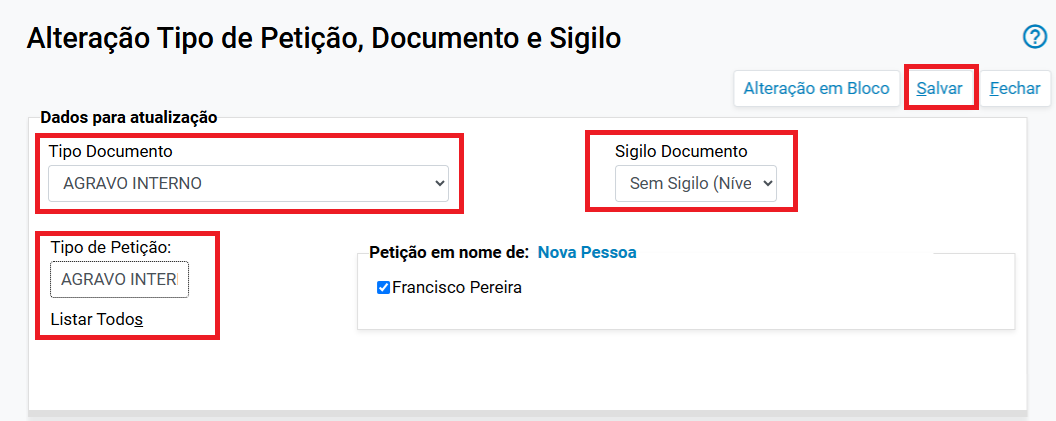 Alteração Tipo de Petição, Documento e Sigilo
Alteração em Bloco Salvar Fechar
Dados para atualização
Tipo Documento Sigilo Documento
AGRAVO INTERNO Sem Sigilo (Níve
Tipo de Petição: Petição em nome de: Nova Pessoa
AGRAVO INTER Francisco Pereira
Listar Todos